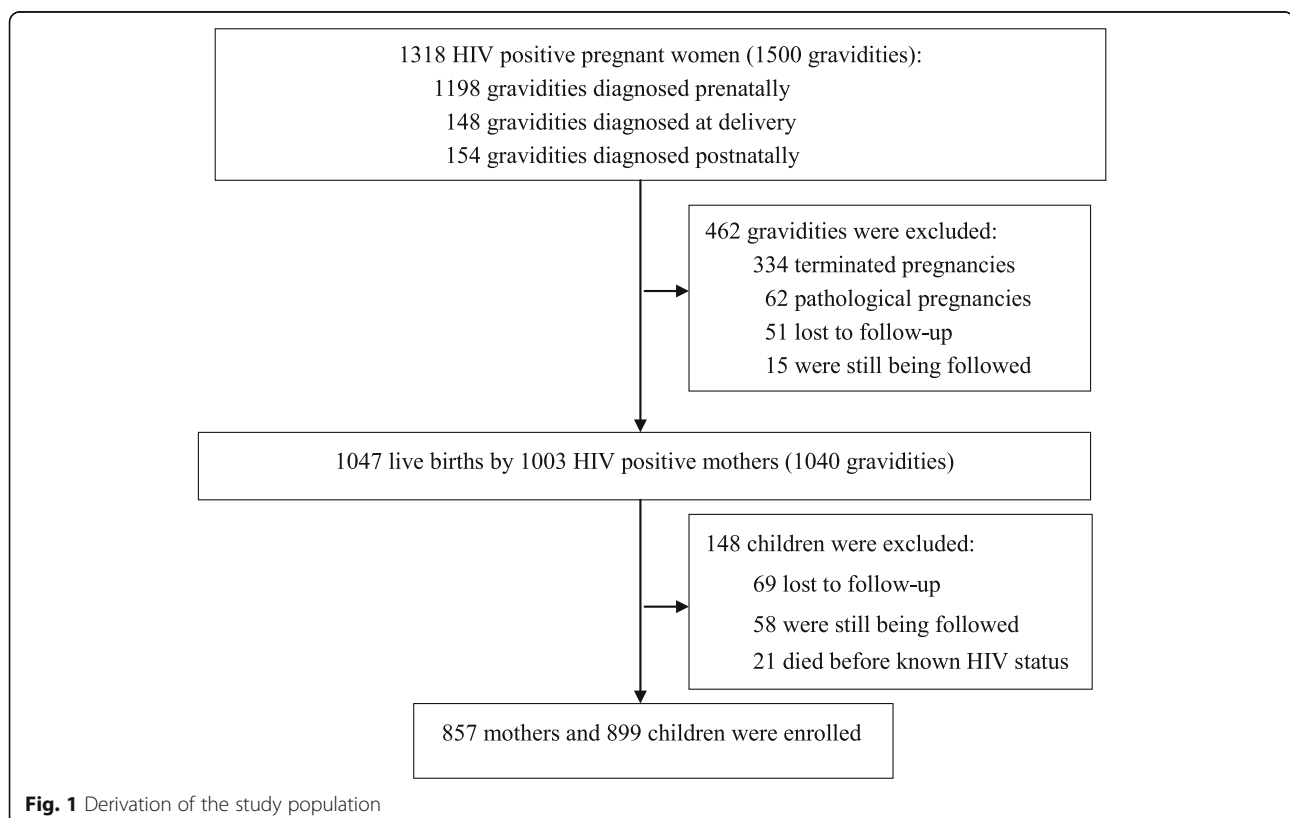 1318 HIV positive pregnant women (1500 gravidities):
1198 gravidities diagnosed prenatally
148 gravidities diagnosed at delivery
154 gravidities diagnosed postnatally
462 gravidities were excluded:
334 terminated pregnancies
62 pathological pregnancies
51 lost to follow-up
15 were still being followed
1047 live births by 1003 HIV positive mothers (1040 gravidities)
148 children were excluded:
69 lost to follow-up
58 were still being followed
21 died before known HIV status
857 mothers and 899 children were enrolled
Fig. 1 Derivation of the study population